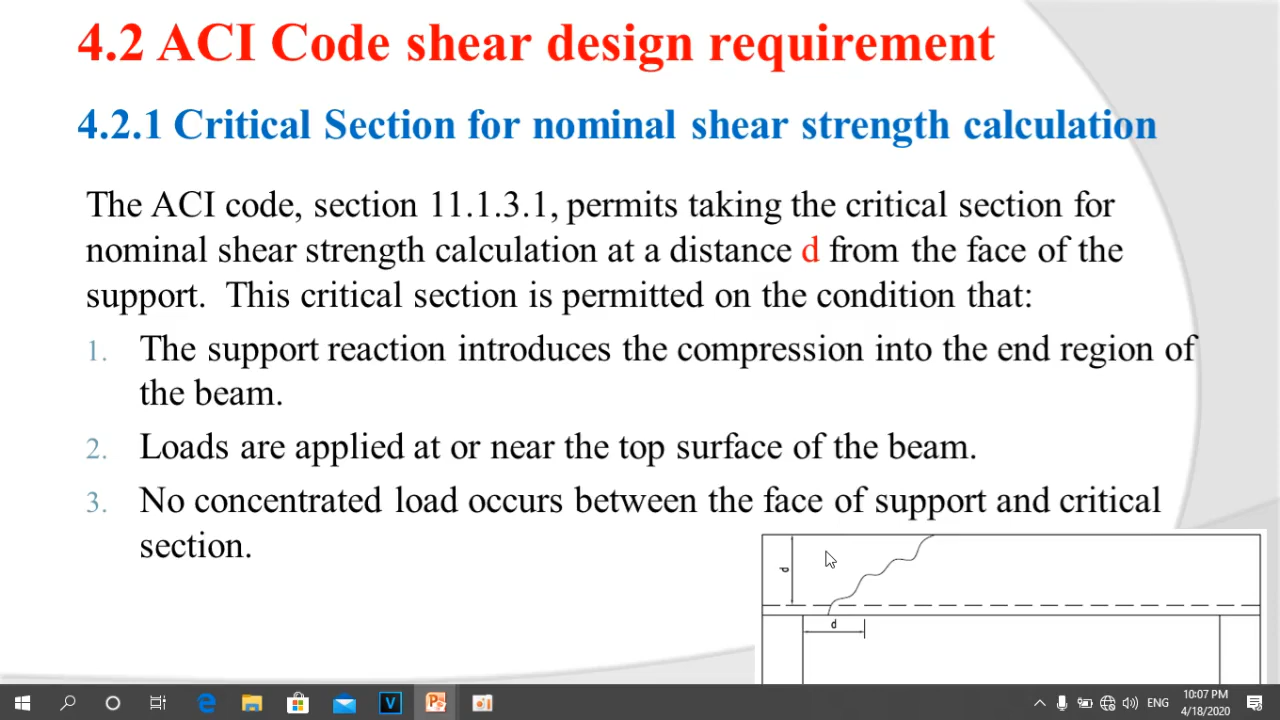 4.2 ACI Code shear design requirement
4.2.1 Critical Section for nominal shear strength calculation
The ACI code, section 11.1.3.1, permits taking the critical section for
nominal shear strength calculation at a distance d from the face of the
support. This critical section is permitted on the condition that:
1. The support reaction introduces the compression into the end region of
the beam.
2. Loads are applied at or near the top surface of the beam.
3. No concentrated load occurs between the face of support and critical
section.
d
d
ENG
10:07 PM
4/18/2020